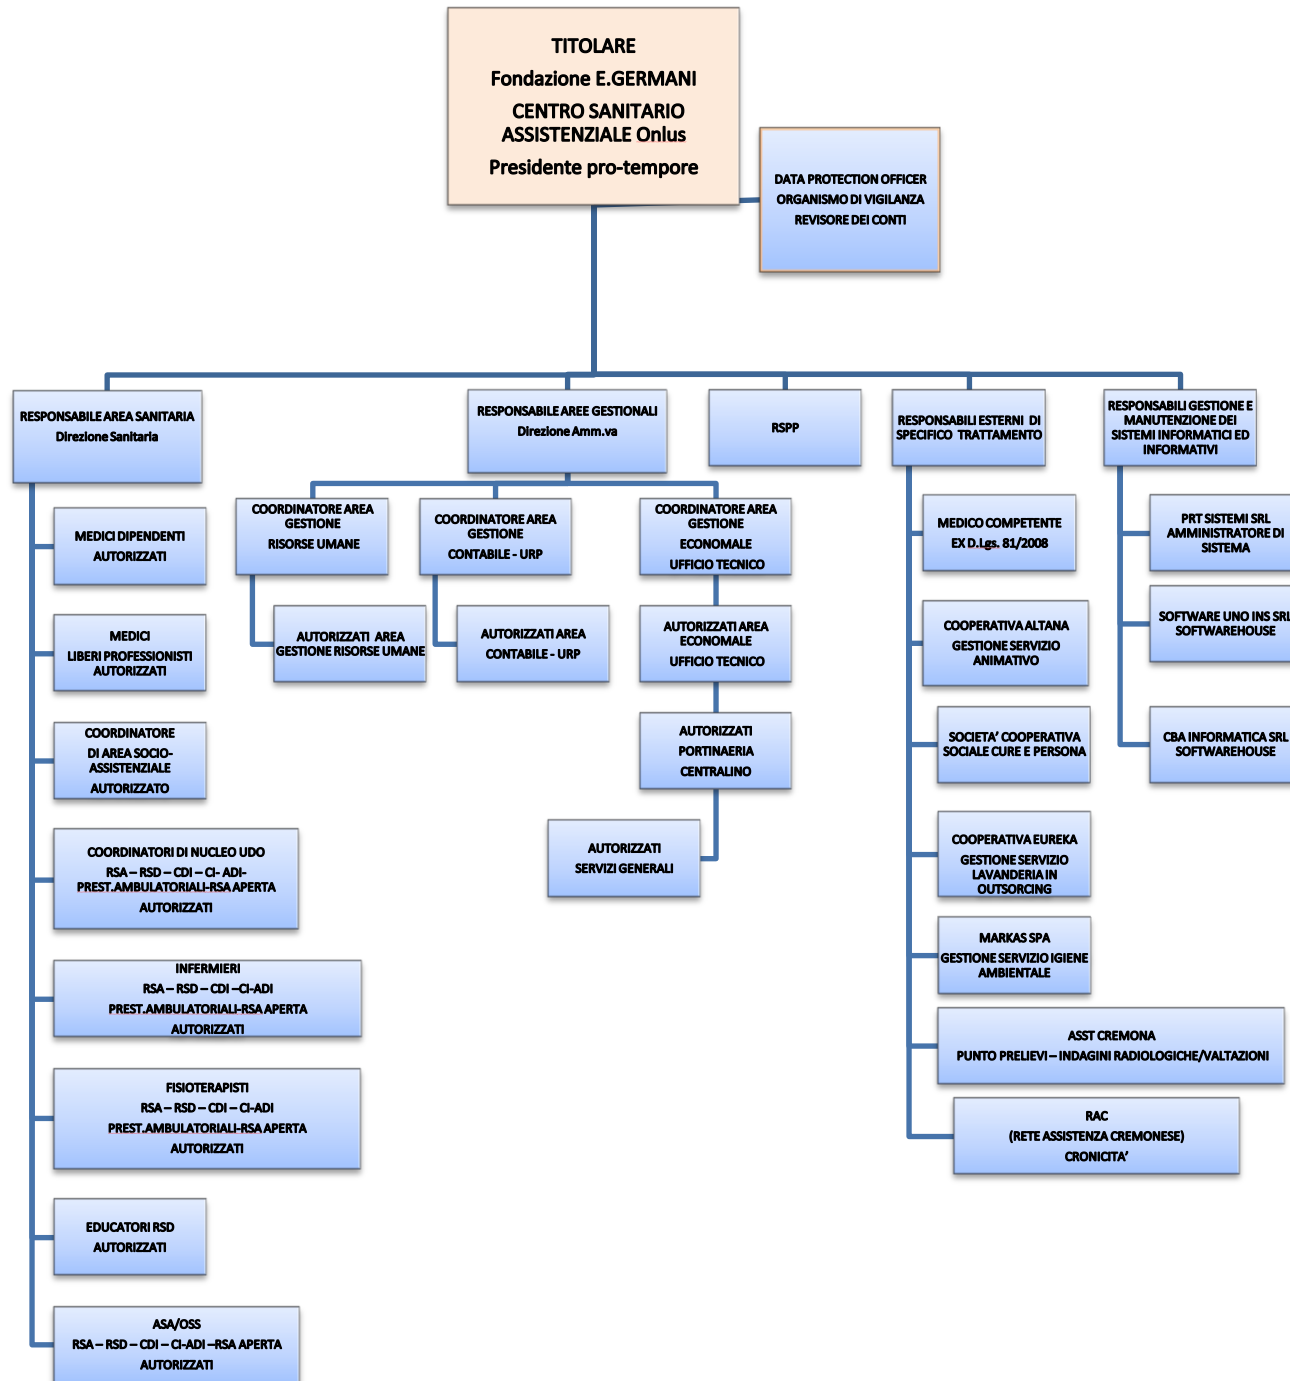 TITOLARE
Fondazione E.GERMANI
CENTRO SANITARIO
ASSISTENZIALE Onlus
Presidente pro-tempore
DATA PROTECTION OFFICER
ORGANISMO DI VIGILANZA
REVISORE DEI CONTI
RESPONSABILE AREA SANITARIA
Direzione Sanitaria
MEDICI DIPENDENTI
AUTORIZZATI
MEDICI
LIBERI PROFESSIONISTI
AUTORIZZATI
COORDINATORE
DI AREA SOCIO-
ASSISTENZIALE
AUTORIZZATO
COORDINATORI DI NUCLEO UDO
RSA – RSD – CDI – CI- ADI-
PREST.AMBULATORIALI-RSA APERTA
AUTORIZZATI
INFERMIERI
RSA – RSD – CDI –CI-ADI
PREST.AMBULATORIALI-RSA APERTA
AUTORIZZATI
FISIOTERAPISTI
RSA – RSD – CDI – CI-ADI
PREST.AMBULATORIALI-RSA APERTA
AUTORIZZATI
EDUCATORI RSD
AUTORIZZATI
ASA/OSS
RSA – RSD – CDI – CI-ADI –RSA APERTA
AUTORIZZATI
RESPONSABILE AREE GESTIONALI
Direzione Amm.va
COORDINATORE AREA
GESTIONE
RISORSE UMANE
AUTORIZZATI AREA
GESTIONE RISORSE UMANE
COORDINATORE AREA
GESTIONE
CONTABILE - URP
AUTORIZZATI AREA
CONTABILE - URP
COORDINATORE AREA
GESTIONE
ECONOMALE
UFFICIO TECNICO
AUTORIZZATI AREA
ECONOMALE
UFFICIO TECNICO
AUTORIZZATI
PORTINAERIA
CENTRALINO
AUTORIZZATI
SERVIZI GENERALI
RSPP
RESPONSABILI ESTERNI DI
SPECIFICO TRATTAMENTO
MEDICO COMPETENTE
EX D.Lgs. 81/2008
COOPERATIVA ALTANA
GESTIONE SERVIZIO
ANIMATIVO
SOCIETA’ COOPERATIVA
SOCIALE CURE E PERSONA
COOPERATIVA EUREKA
GESTIONE SERVIZIO
LAVANDERIA IN
OUTSORCING
MARKAS SPA
GESTIONE SERVIZIO IGIENE
AMBIENTALE
ASST CREMONA
PUNTO PRELIEVI – INDAGINI RADIOLOGICHE/VALTAZIONI
RAC
(RETE ASSISTENZA CREMONESE)
CRONICITA’
RESPONSABILI GESTIONE E
MANUTENZIONE DEI
SISTEMI INFORMATICI ED
INFORMATIVI
PRT SISTEMI SRL
AMMINISTRATORE DI
SISTEMA
SOFTWARE UNO INS SRL
SOFTWAREHOUSE
CBA INFORMATICA SRL
SOFTWAREHOUSE